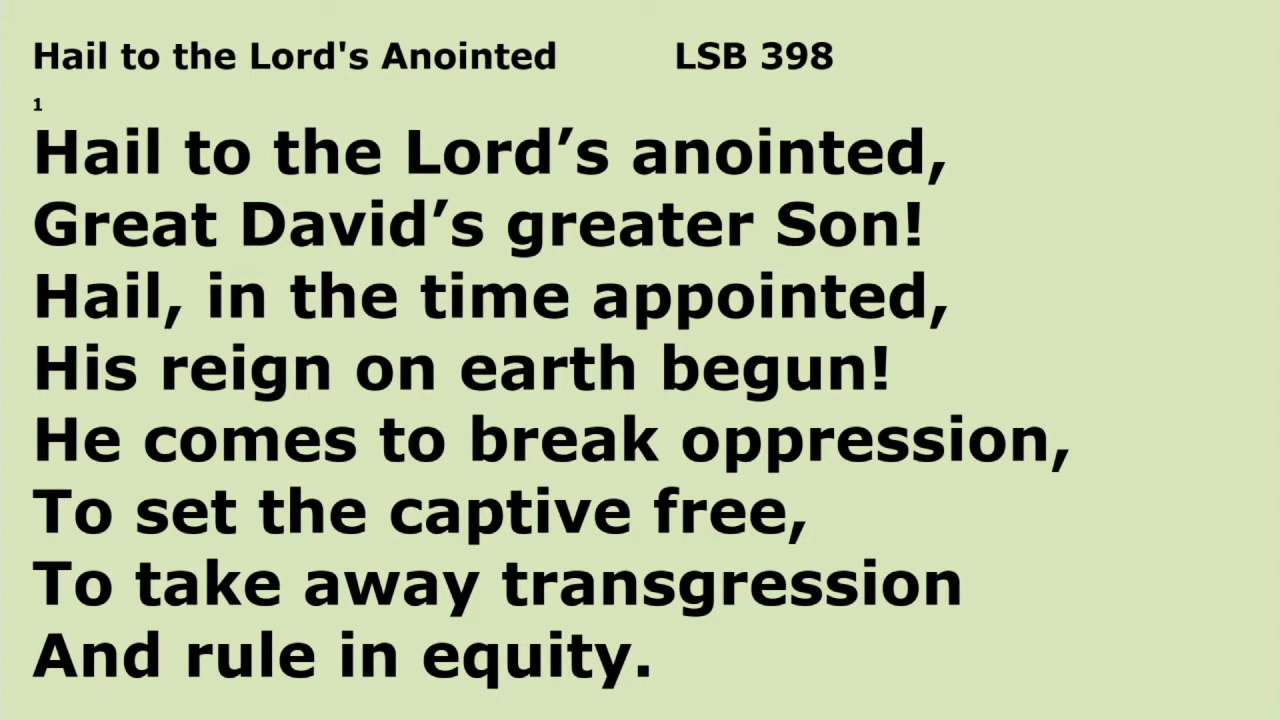 Hail to the Lord's Anointed LSB 398
1
Hail to the Lord’s anointed,
Great David’s greater Son!
Hail, in the time appointed,
His reign on earth begun!
He comes to break oppression,
To set the captive free,
To take away transgression
And rule in equity.